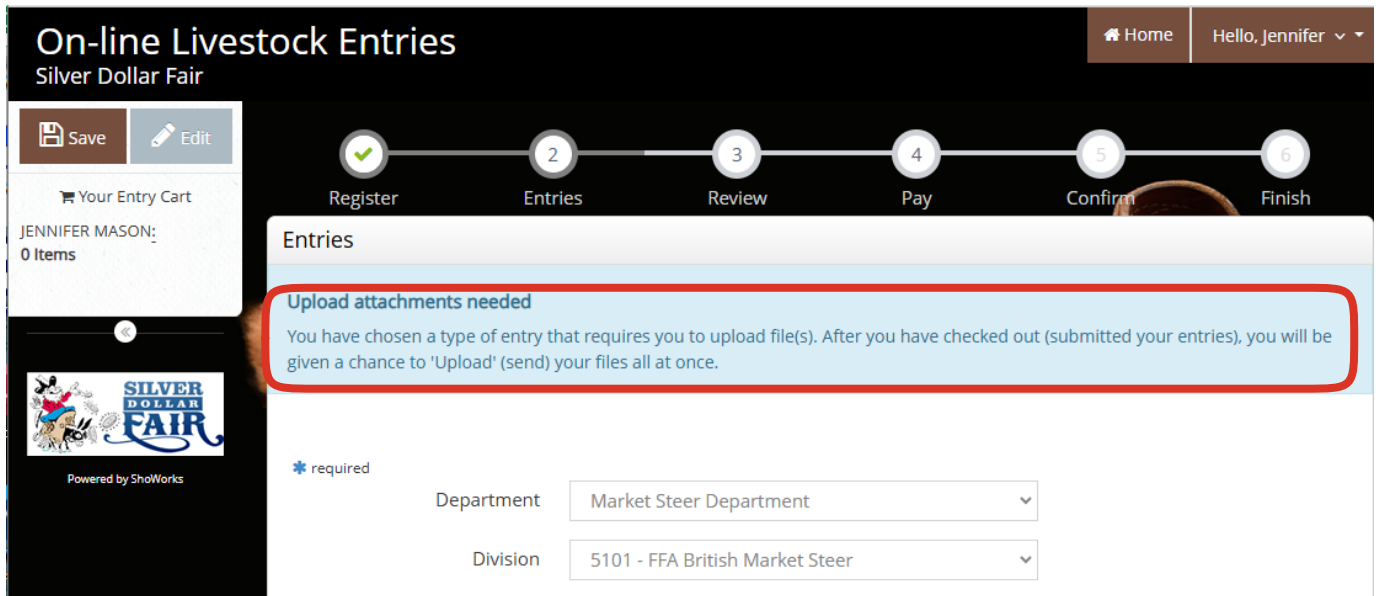 On-line Livestock Entries
Silver Dollar Fair
Home
Hello, Jennifer
Save
Edit
Your Entry Cart
JENNIFER MASON:
0 Items
2
3
4
5
6
Register
Entries
Review
Pay
Confirm
Finish
Entries
Upload attachments needed
You have chosen a type of entry that requires you to upload file(s). After you have checked out (submitted your entries), you will be
given a chance to 'Upload' (send) your files all at once.
SILVER
DOLLAR
FAIR
Powered by ShoWorks
* required
Department
Market Steer Department
Division
5101 - FFA British Market Steer